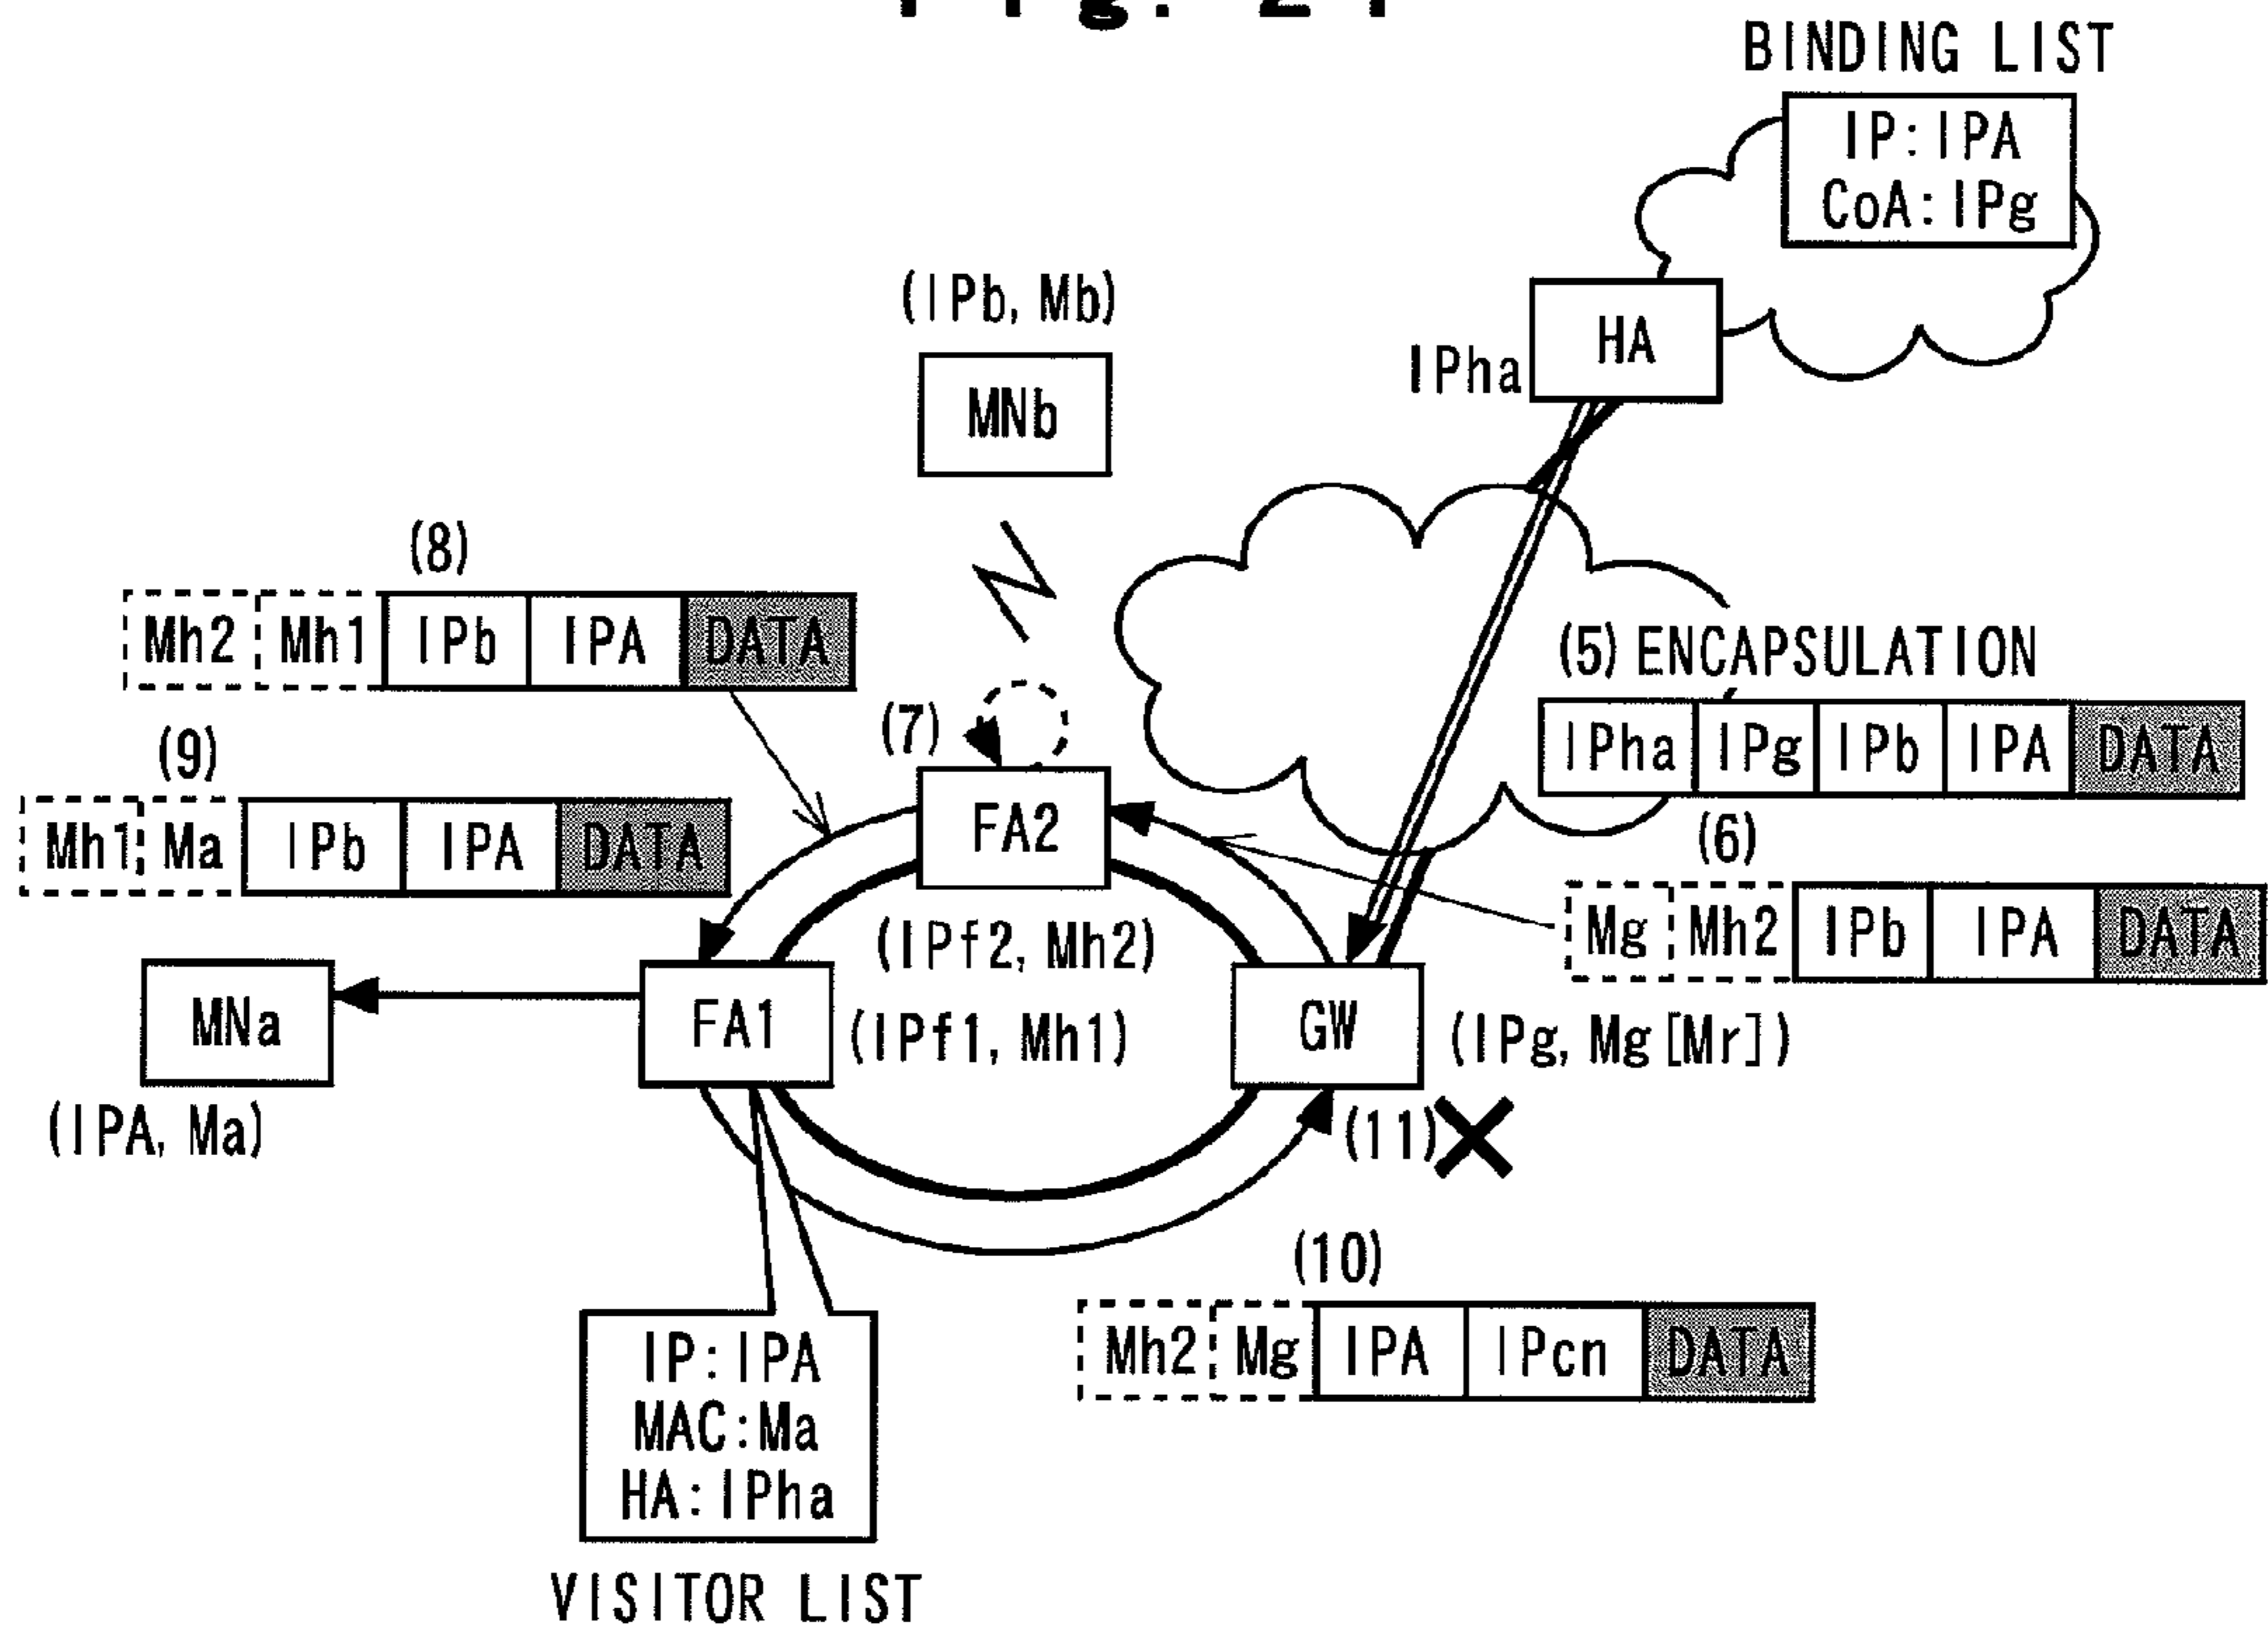 BINDING LIST
IP:IPA
CoA:IPg
(IPb, Mb)
MNb
IPha
HA
(8)
Mh2 Mh1 IPb IPA DATA
(5) ENCAPSULATION
IPha IPg IPb IPA DATA
(7)
(9)
Mh1 Ma IPb IPA DATA
FA2
(6)
Mg Mh2 IPb IPA DATA
(IPf2, Mh2)
MNa
FA1
(IPf1, Mh1)
GW
(IPg, Mg[Mr])
(IPA, Ma)
(11)
(10)
Mh2 Mg IPA IPcn DATA
IP:IPA
MAC:Ma
HA:IPha
VISITOR LIST